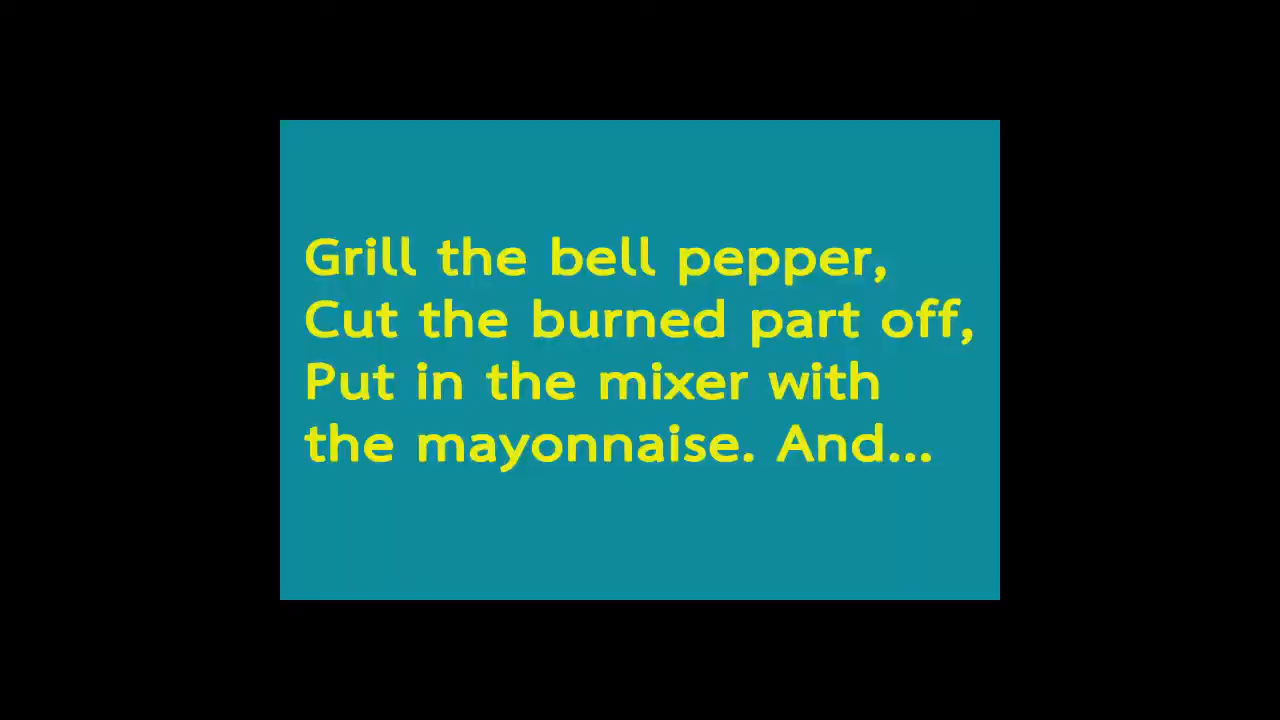 Grill the bell pepper,
Cut the burned part off,
Put in the mixer with
the mayonnaise. And...